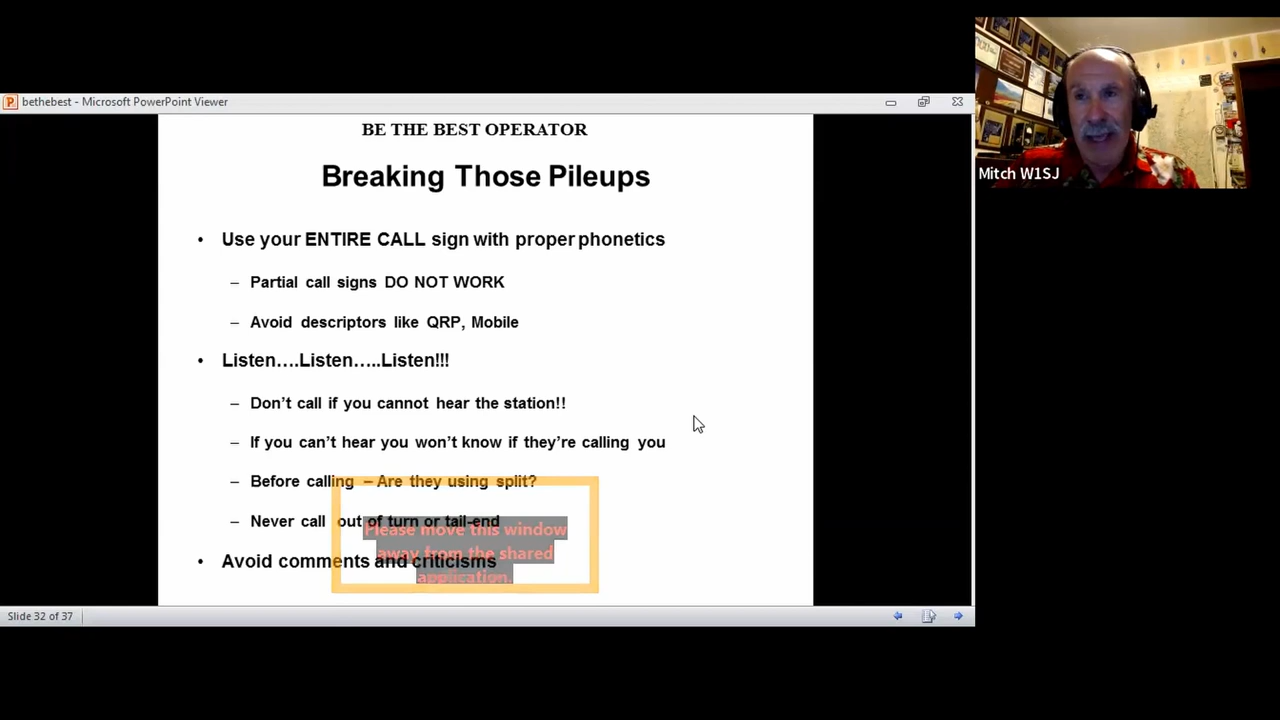 bethebest - Microsoft PowerPoint Viewer
Mitch W1SJ
BE THE BEST OPERATOR
Breaking Those Pileups
• Use your ENTIRE CALL sign with proper phonetics
– Partial call signs DO NOT WORK
– Avoid descriptors like QRP, Mobile
• Listen….Listen…..Listen!!!
– Don't call if you cannot hear the station!!
– If you can't hear you won't know if they're calling you
– Before calling – Are they using split?
– Never call out of turn or tail-end
• Avoid comments and criticisms
Please move this window
away from the shared
application.
Slide 32 of 37